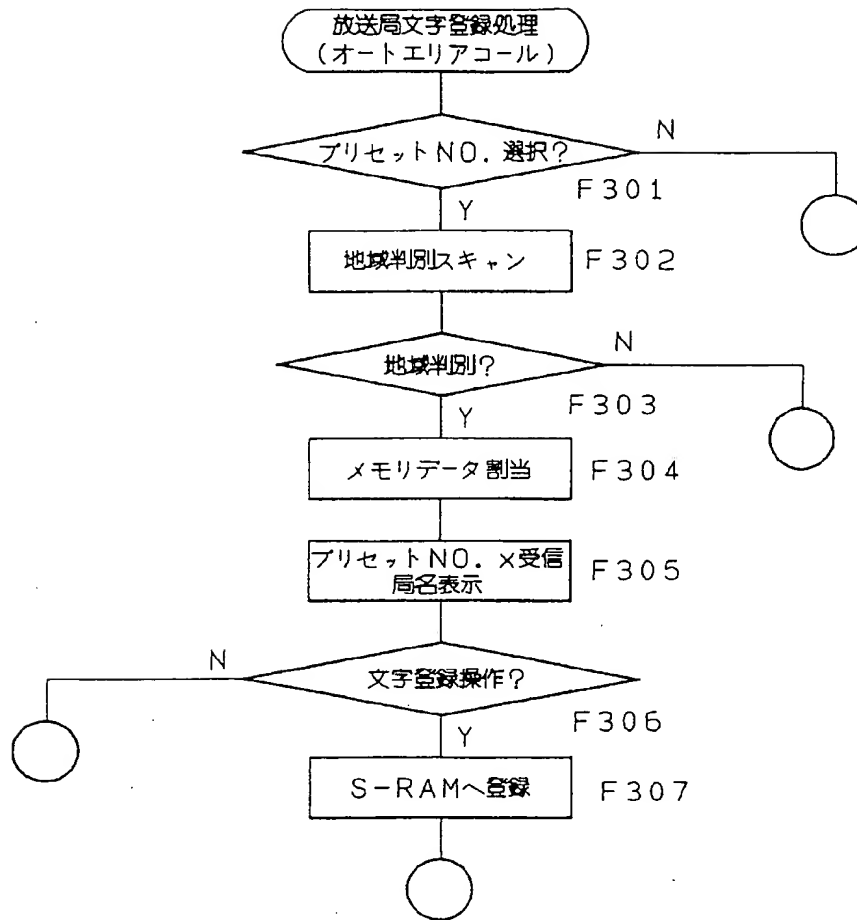 放送局文字登録処理
(オートエリアコール)
プリセットNO. 選択?
N
F301
Y
地域判別スキャン
F302
地域判別?
N
F303
Y
メモリデータ割当
F304
プリセットNO. ×受信
局名表示
F305
N
文字登録操作?
F306
Y
S-RAMへ登録
F307